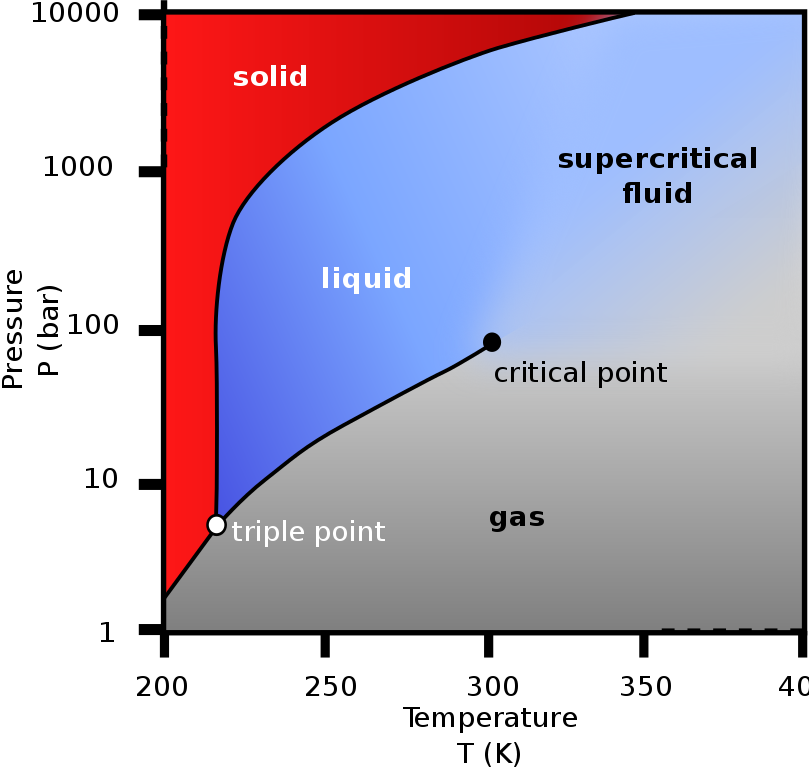 10000
solid
1000
supercritical
fluid
liquid
Pressure
P (bar)
100
critical point
10
gas
triple point
1
200
250
300
350
40
Temperature
T (K)